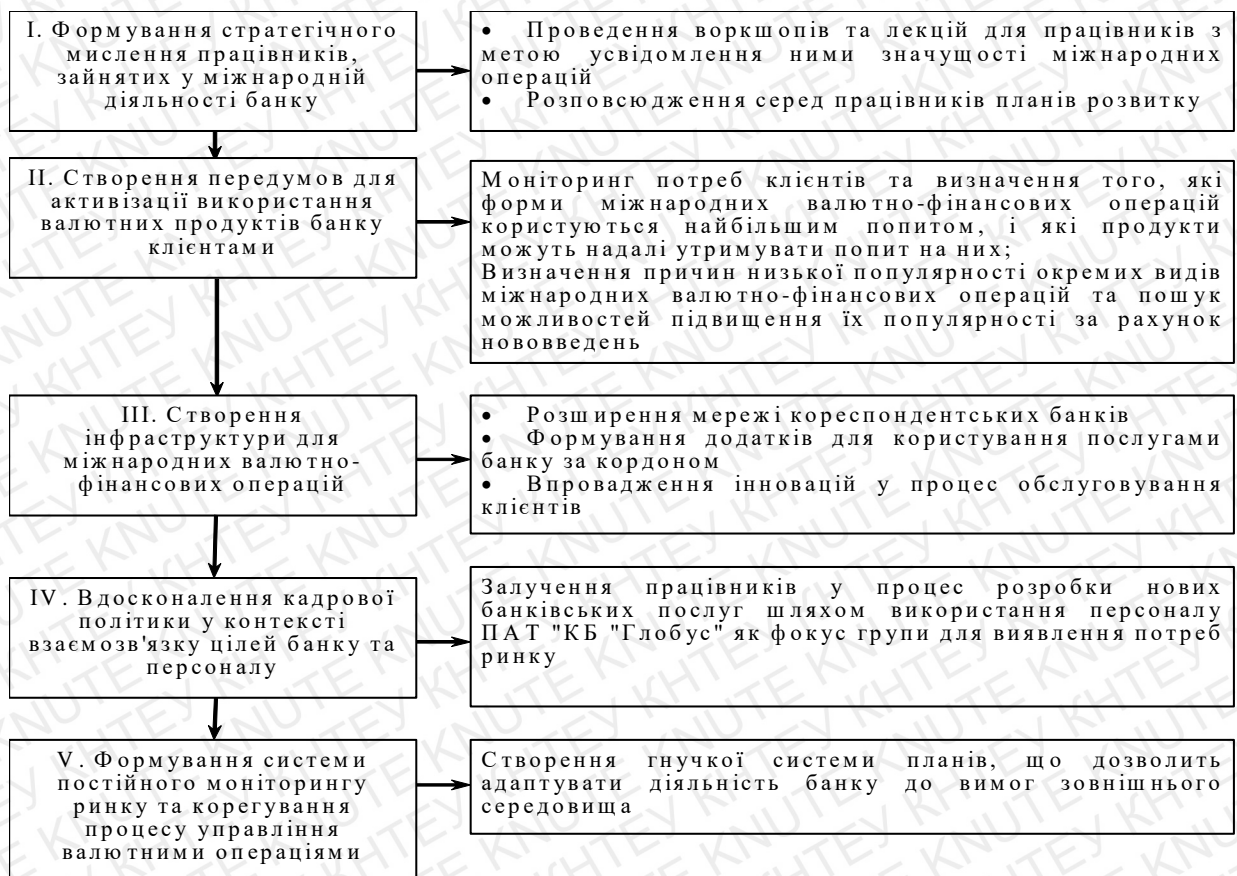 І. Формування стратегічного
мислення працівників,
зайнятих у міжнародній
діяльності банку
• Проведення воркшопів та лекцій для працівників з
метою усвідомлення ними значущості міжнародних
операцій
• Розповсюдження серед працівників планів розвитку
ІІ. Створення передумов для
активізації використання
валютних продуктів банку
клієнтами
Моніторинг потреб клієнтів та визначення того, які
форми міжнародних валютно-фінансових операцій
користуються найбільшим попитом, і які продукти
можуть надалі утримувати попит на них;
Визначення причин низької популярності окремих видів
міжнародних валютно-фінансових операцій та пошук
можливостей підвищення їх популярності за рахунок
нововведень
ІІІ. Створення
інфраструктури для
міжнародних валютно-
фінансових операцій
• Розширення мережі кореспондентських банків
• Формування додатків для користування послугами
банку за кордоном
• Впровадження інновацій у процес обслуговування
клієнтів
IV. Вдосконалення кадрової
політики у контексті
взаємозв'язку цілей банку та
персоналу
Залучення працівників у процес розробки нових
банківських послуг шляхом використання персоналу
ПАТ "КБ "Глобус" як фокус групи для виявлення потреб
ринку
V. Формування системи
постійного моніторингу
ринку та корегування
процесу управління
валютними операціями
Створення гнучкої системи планів, що дозволить
адаптувати діяльність банку до вимог зовнішнього
середовища